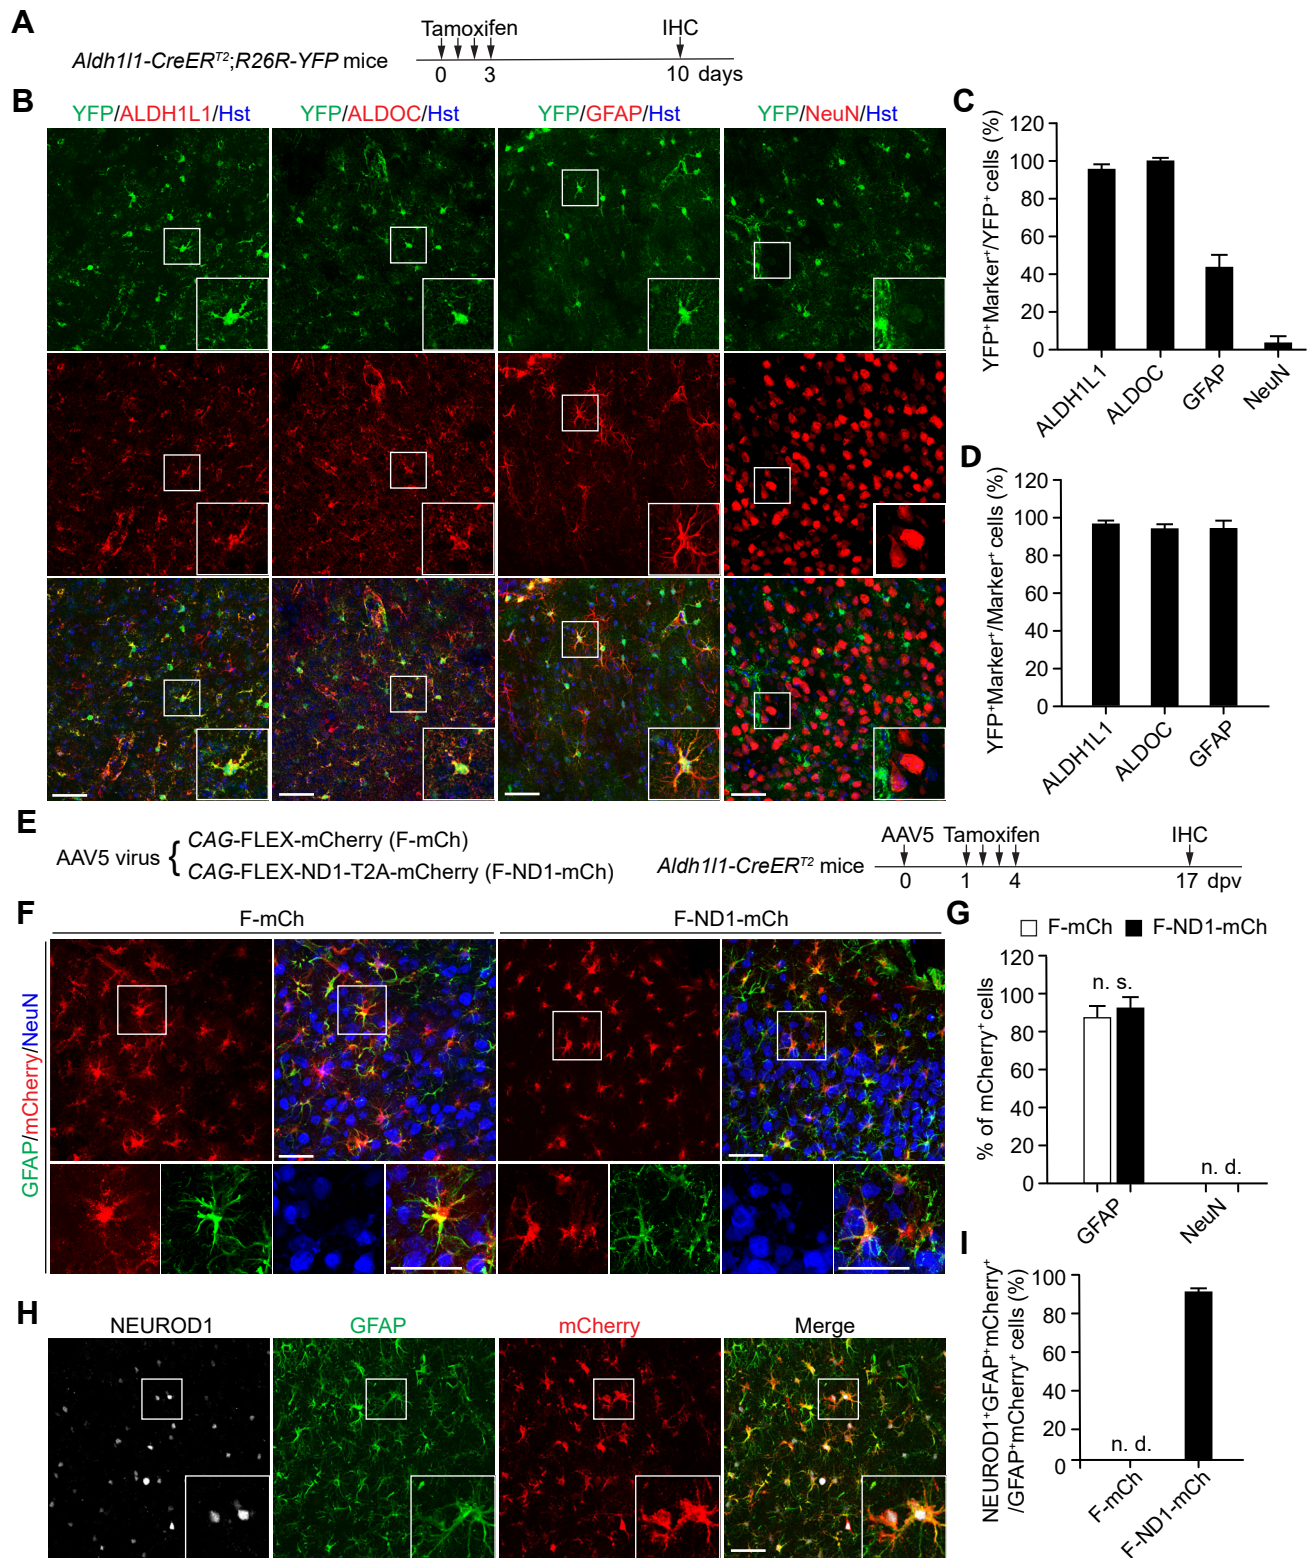 A
Tamoxifen
IHC
Aldh1l1-CreERT2;R26R-YFP mice
0 3 10 days
B
YFP/ALDH1L1/Hst YFP/ALDOC/Hst YFP/GFAP/Hst YFP/NeuN/Hst
C
YFP+Marker+/YFP+ cells (%)
120
100
80
60
40
20
0
ALDH1L1 ALDOC GFAP NeuN
D
YFP+Marker+/Marker+ cells (%)
120
100
80
60
40
20
0
ALDH1L1 ALDOC GFAP
E
AAV5 virus {
CAG-FLEX-mCherry (F-mCh)
CAG-FLEX-ND1-T2A-mCherry (F-ND1-mCh)
Aldh1l1-CreERT2 mice
AAV5 Tamoxifen IHC
0 1 4 17 dpv
F
F-mCh F-ND1-mCh
GFAP/mCherry/NeuN
G
F-mCh F-ND1-mCh
% of mCherry+ cells
120
100
80
60
40
20
0
n. s.
n. d.
GFAP NeuN
H
NEUROD1 GFAP mCherry Merge
I
NEUROD1+GFAP+mCherry+
/GFAP+mCherry+ cells (%)
100
80
60
40
20
0
n. d.
F-mCh F-ND1-mCh